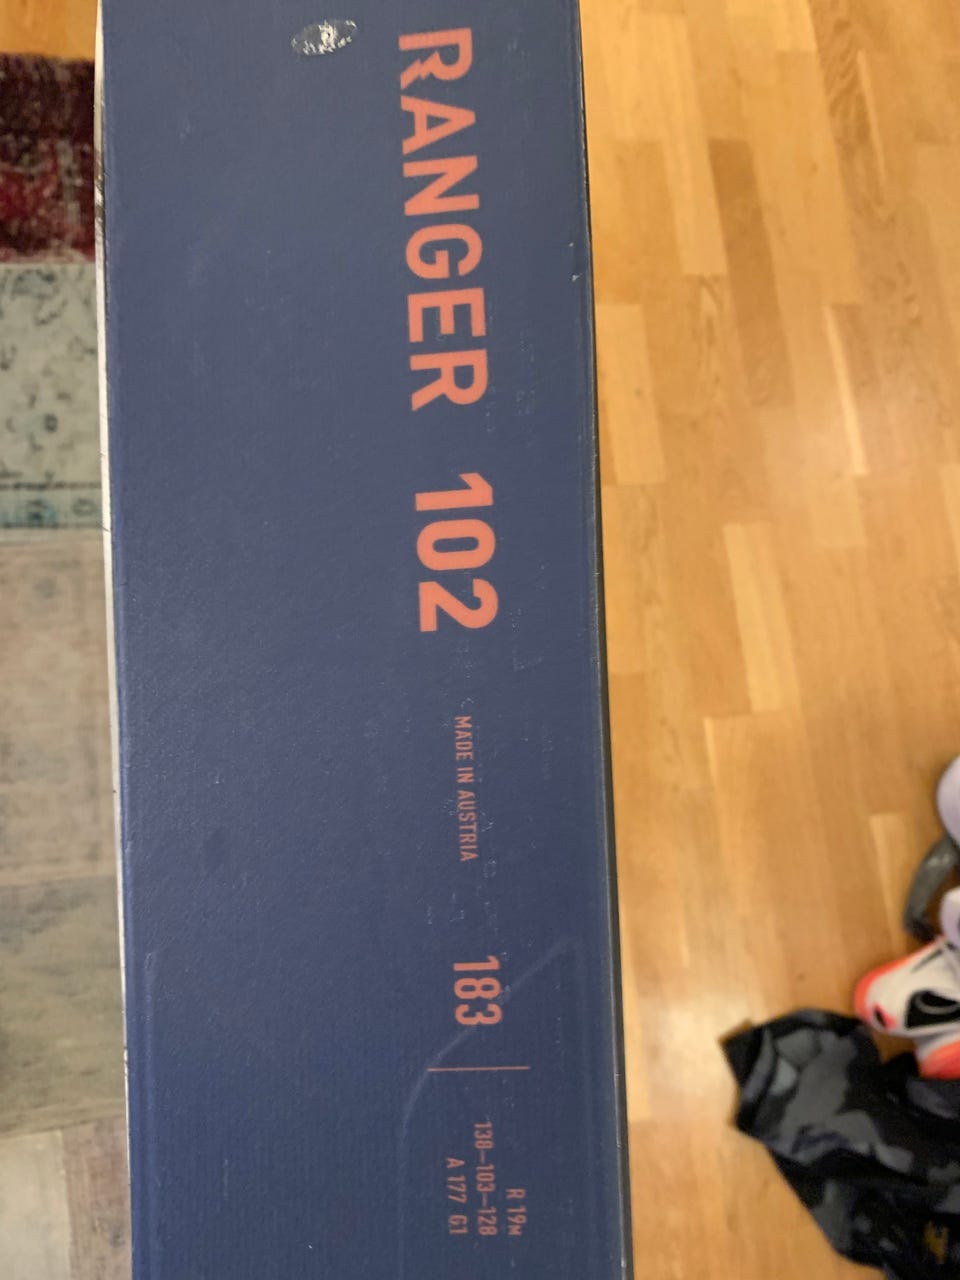 RANGER 102
MADE IN AUSTRIA
183
R 19M
138–103–128
A 177 G1